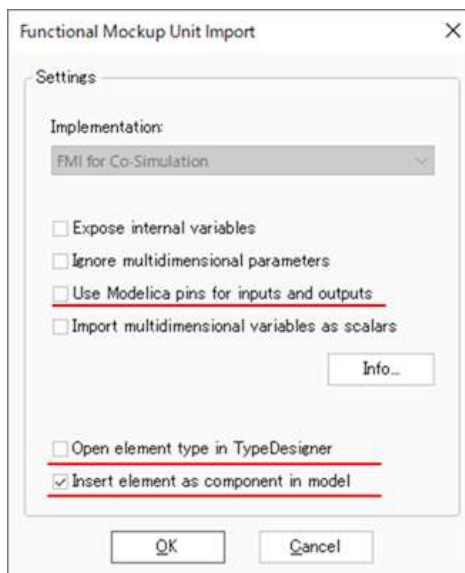 Functional Mockup Unit Import
Settings
Implementation:
FMI for Co-Simulation
Expose internal variables
Ignore multidimensional parameters
Use Modelica pins for inputs and outputs
Import multidimensional variables as scalars
Info...
Open element type in TypeDesigner
Insert element as component in model
OK
Cancel